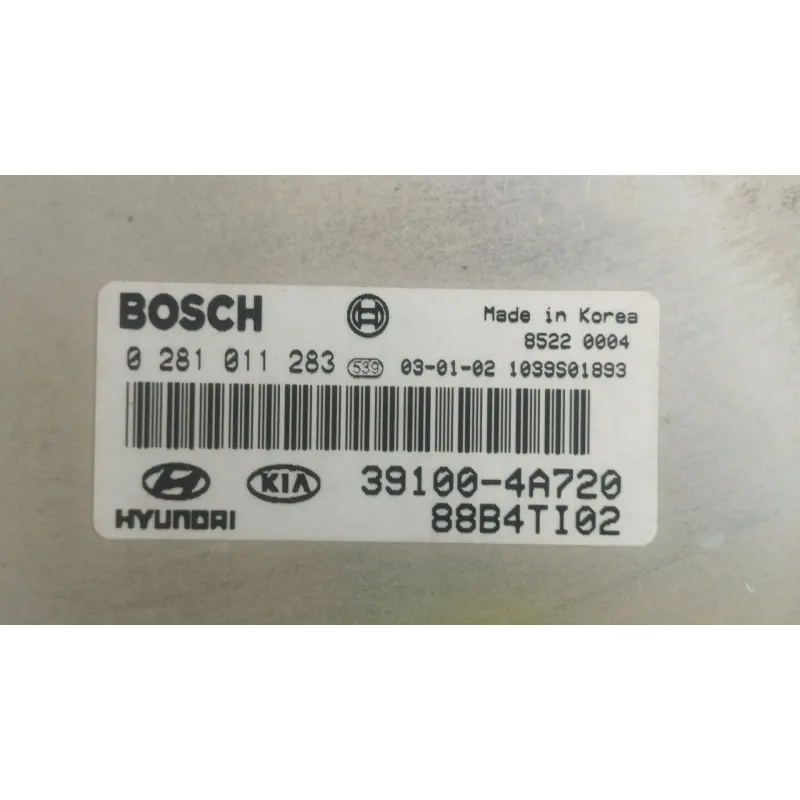 BOSCH
Made in Korea
8522 0004
0 281 011 283 539 03-01-02 1039S01893
HYUNDAI KIA 39100-4A720
88B4TI02